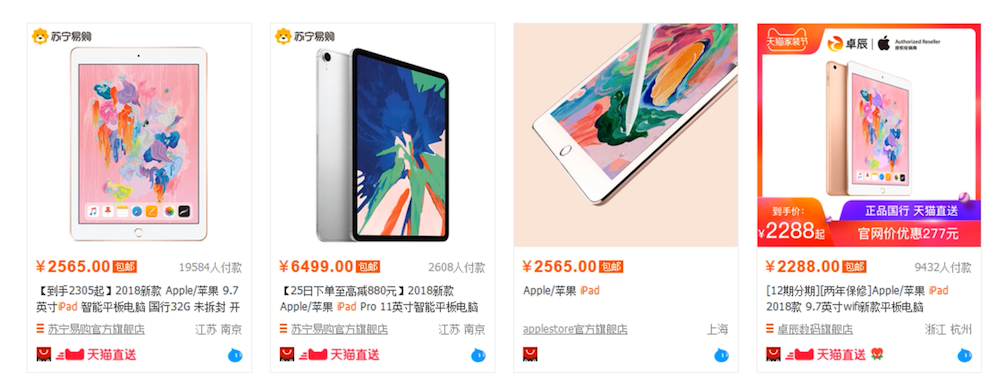 苏宁易购
¥2565.00 包邮
19584人付款
【到手2305起】2018新款 Apple/苹果 9.7
英寸iPad 智能平板电脑 国行32G 未拆封 开
苏宁易购官方旗舰店
江苏 南京
天猫直送
苏宁易购
¥6499.00 包邮
2608人付款
【25日下单至高减880元】2018新款
Apple/苹果 iPad Pro 11英寸智能平板电脑
苏宁易购官方旗舰店
江苏 南京
天猫直送
¥2565.00 包邮
Apple/苹果 iPad
applestore官方旗舰店
上海
天猫家装节
卓辰
Authorized Reseller
授权经销商
到手价:
¥2288起
正品国行 天猫直送
官网价优惠277元
¥2288.00 包邮
9432人付款
[12期分期][两年保修]Apple/苹果 iPad
2018款 9.7英寸wifi新款平板电脑
卓辰数码旗舰店
浙江 杭州
天猫直送